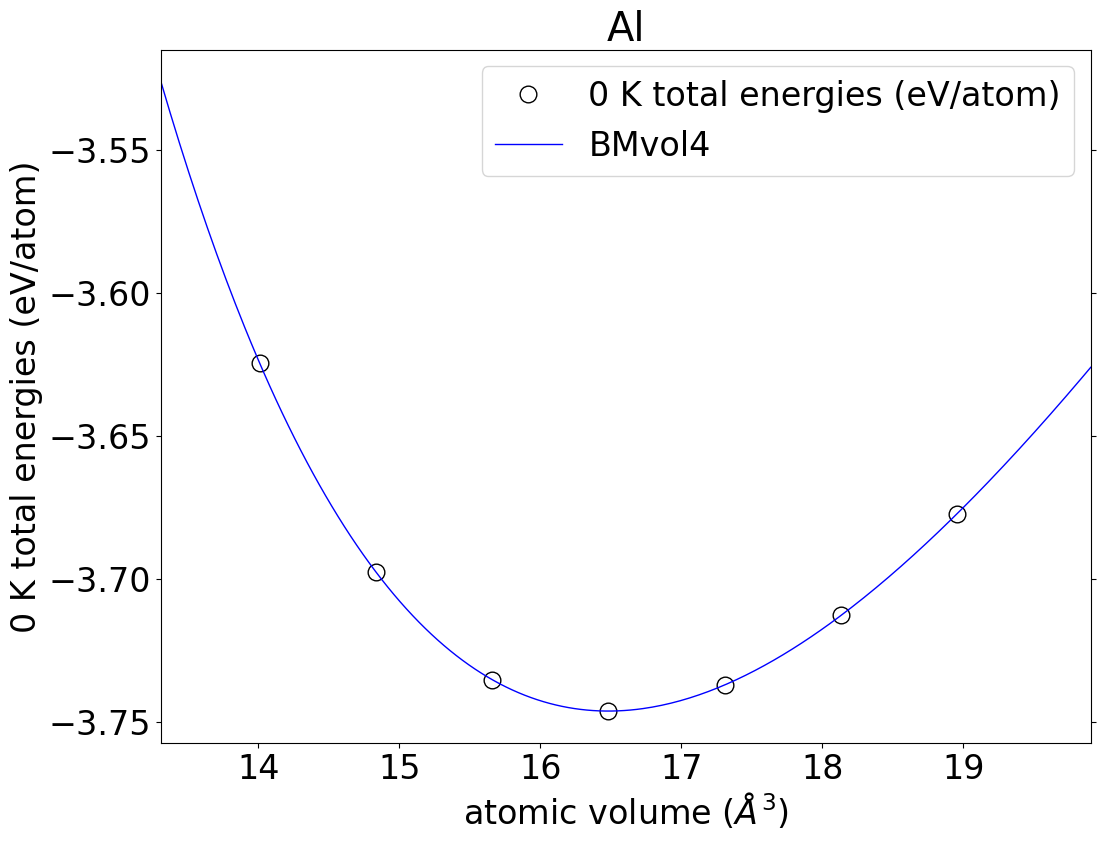 Al
0 K total energies (eV/atom)
BMvol4
0 K total energies (eV/atom)
−3.55
−3.60
−3.65
−3.70
−3.75
14 15 16 17 18 19
atomic volume (Å³)